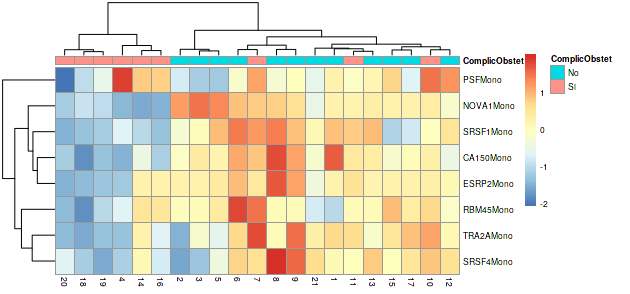 ComplicObstet
PSFMono
NOVA1Mono
SRSF1Mono
CA150Mono
ESRP2Mono
RBM45Mono
TRA2AMono
SRSF4Mono
20 18 19 4 14 16 2 3 5 6 7 8 9 21 1 11 13 15 17 10 12
1
0
-1
-2
ComplicObstet
No
SI